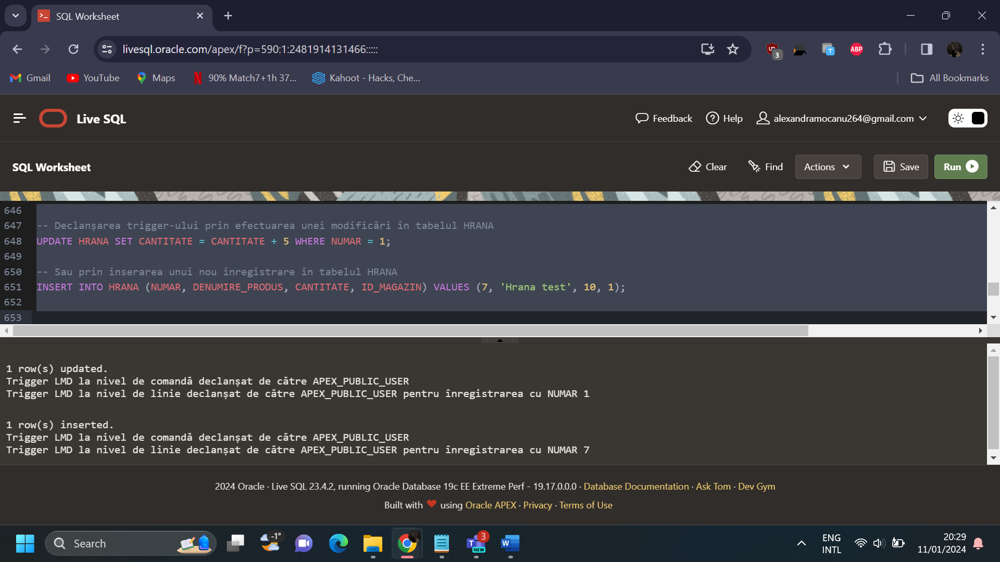 SQL Worksheet
livesql.oracle.com/apex/f?p=590:1:2481914131466:::::
3
ABP
Gmail
YouTube
Maps
90% Match7+1h 37...
Kahoot - Hacks, Che...
All Bookmarks
Live SQL
Feedback
Help
alexandramocanu264@gmail.com
SQL Worksheet
Clear
Find
Actions
Save
Run
646
647 -- Declanșarea trigger-ului prin efectuarea unei modificări în tabelul HRANA
648 UPDATE HRANA SET CANTITATE = CANTITATE + 5 WHERE NUMAR = 1;
649
650 -- Sau prin inserarea unui nou înregistrare în tabelul HRANA
651 INSERT INTO HRANA (NUMAR, DENUMIRE_PRODUS, CANTITATE, ID_MAGAZIN) VALUES (7, 'Hrana test', 10, 1);
652
653
1 row(s) updated.
Trigger LMD la nivel de comandă declanșat de către APEX_PUBLIC_USER
Trigger LMD la nivel de linie declanșat de către APEX_PUBLIC_USER pentru înregistrarea cu NUMAR 1
1 row(s) inserted.
Trigger LMD la nivel de comandă declanșat de către APEX_PUBLIC_USER
Trigger LMD la nivel de linie declanșat de către APEX_PUBLIC_USER pentru înregistrarea cu NUMAR 7
2024 Oracle · Live SQL 23.4.2, running Oracle Database 19c EE Extreme Perf - 19.17.0.0.0 · Database Documentation · Ask Tom · Dev Gym
Built with ❤ using Oracle APEX · Privacy · Terms of Use
Search
-1°
3
T
NEW
W
ENG
INTL
20:29
11/01/2024